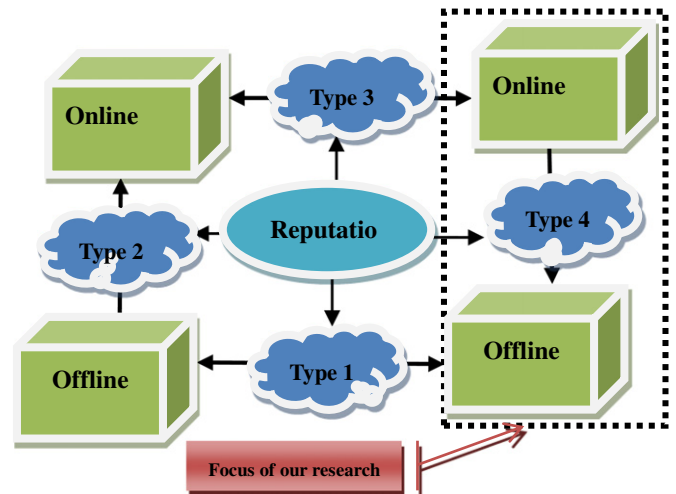 Type 3
Online
Online
Type 2
Reputatio
Type 4
Offline
Type 1
Offline
Focus of our research